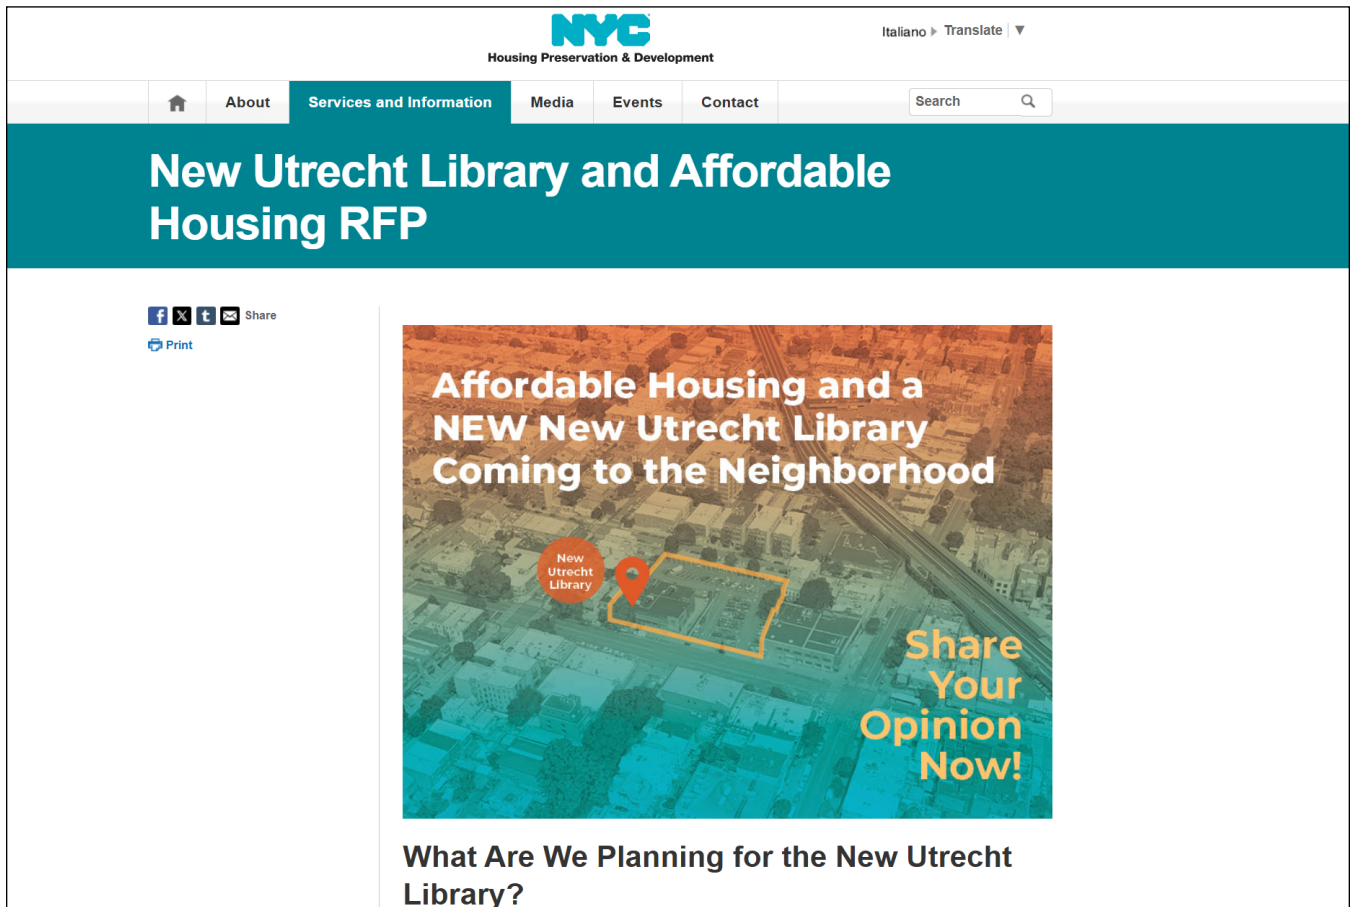 NYC
Housing Preservation & Development
Italiano Translate ▼
About Services and Information Media Events Contact Search
New Utrecht Library and Affordable
Housing RFP
Share
Print
Affordable Housing and a
NEW New Utrecht Library
Coming to the Neighborhood
New
Utrecht
Library
Share
Your
Opinion
Now!
What Are We Planning for the New Utrecht
Library?